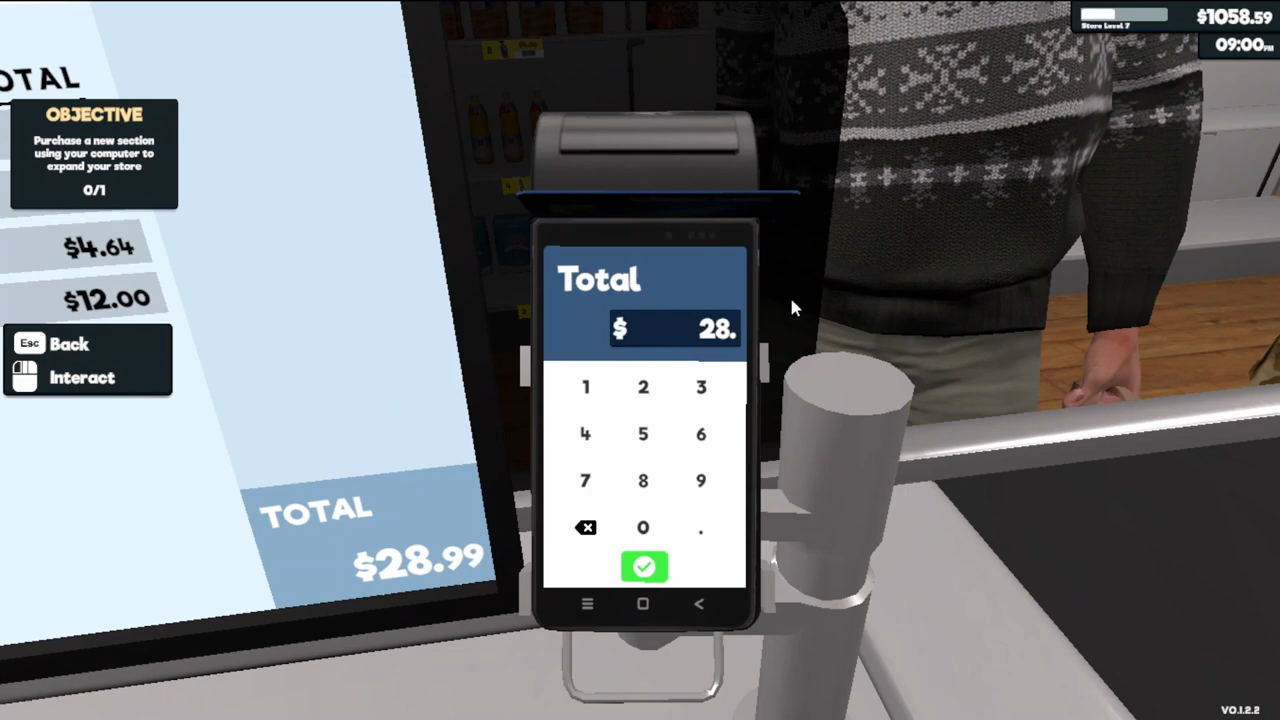 OTAL
OBJECTIVE
Purchase a new section
using your computer to
expand your store
0/1
$4.64
$12.00
Esc Back
Interact
TOTAL
$28.99
Total
$ 28.
1 2 3
4 5 6
7 8 9
0 .
Store Level 7
$1058.59
09:00PM
V0.1.2.2